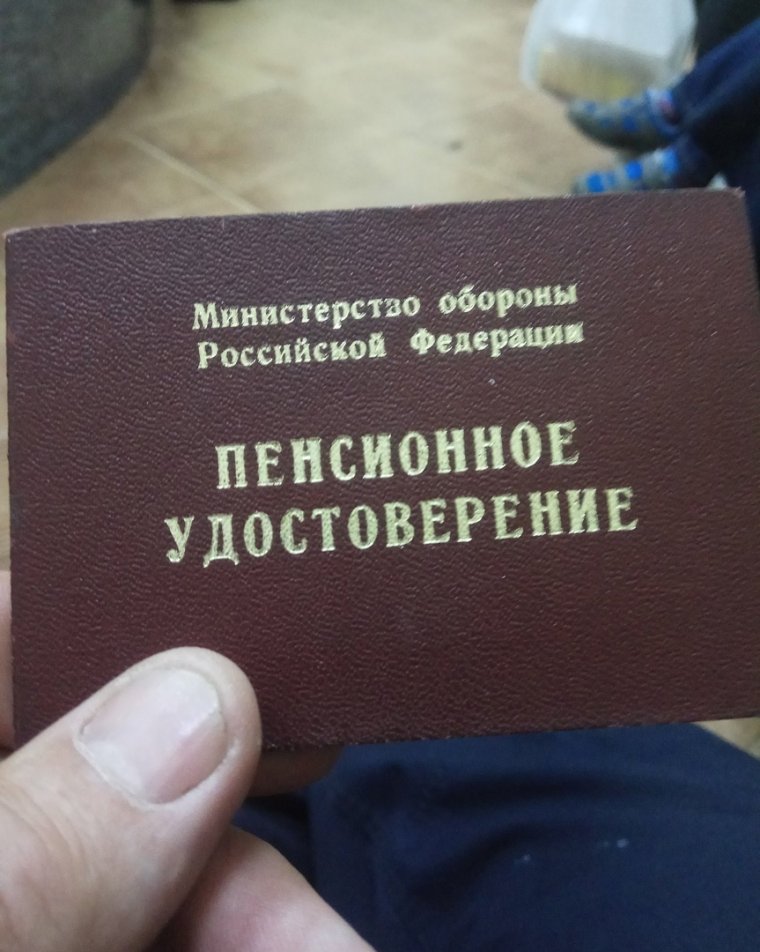 Министерство обороны
Российской Федерации
ПЕНСИОННОЕ
УДОСТОВЕРЕНИЕ